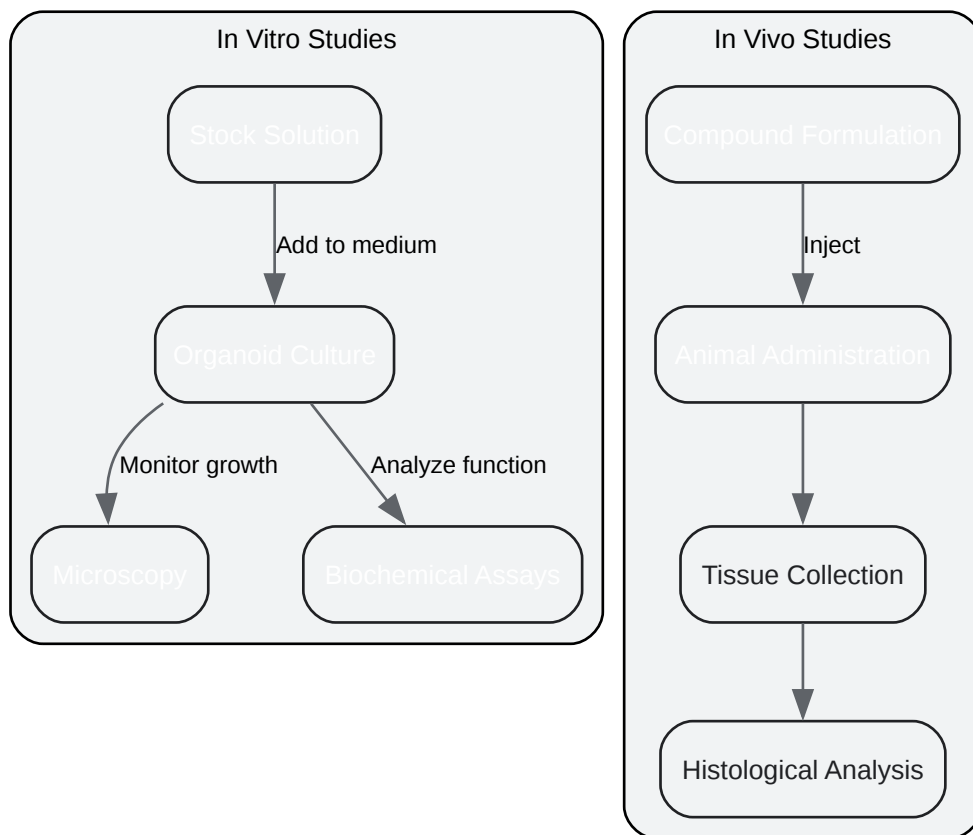 In Vitro Studies
Stock Solution
Add to medium
Organoid Culture
Monitor growth
Analyze function
Microscopy
Biochemical Assays
In Vivo Studies
Compound Formulation
Inject
Animal Administration
Tissue Collection
Histological Analysis